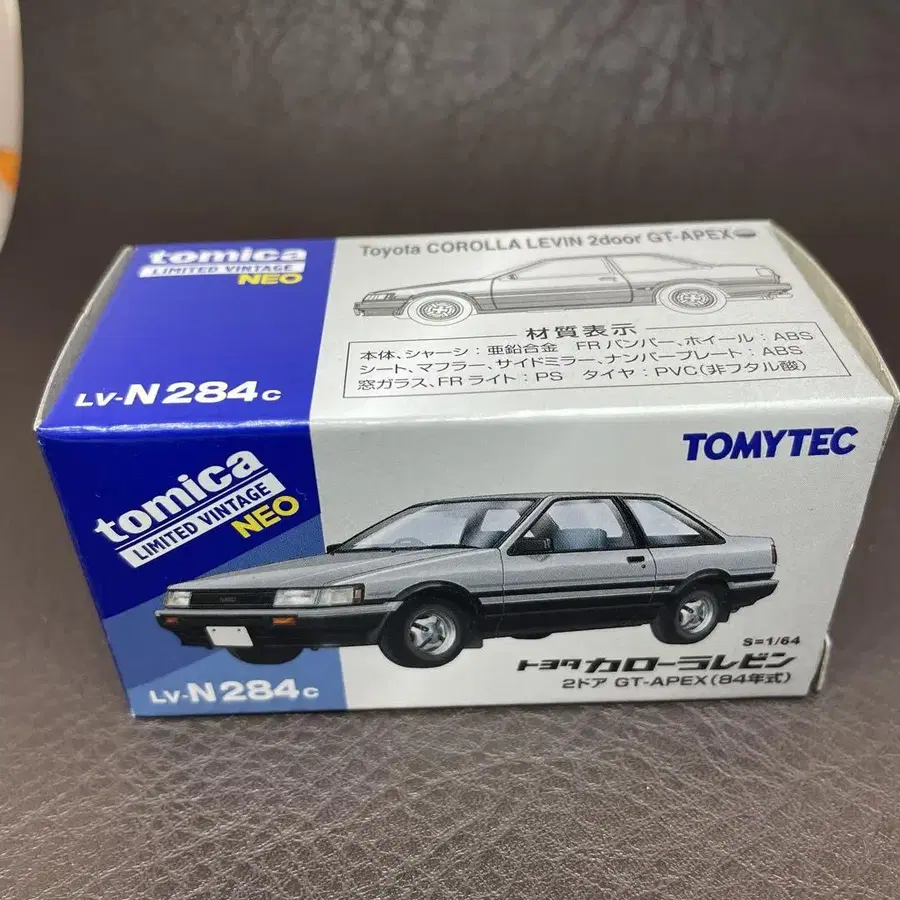 tomica
LIMITED VINTAGE
NEO
LV-N284c
Toyota COROLLA LEVIN 2door GT-APEX
材質表示
本体、シャーシ:亜鉛合金 FRバンパー、ホイール:ABS
シート、マフラー、サイドミラー、ナンバープレート:ABS
窓ガラス、FRライト:PS タイヤ:PVC(非フタル酸)
TOMYTEC
tomica
LIMITED VINTAGE
NEO
S=1/64
トヨタ カローラレビン
2ドア GT-APEX(84年式)
LV-N284c